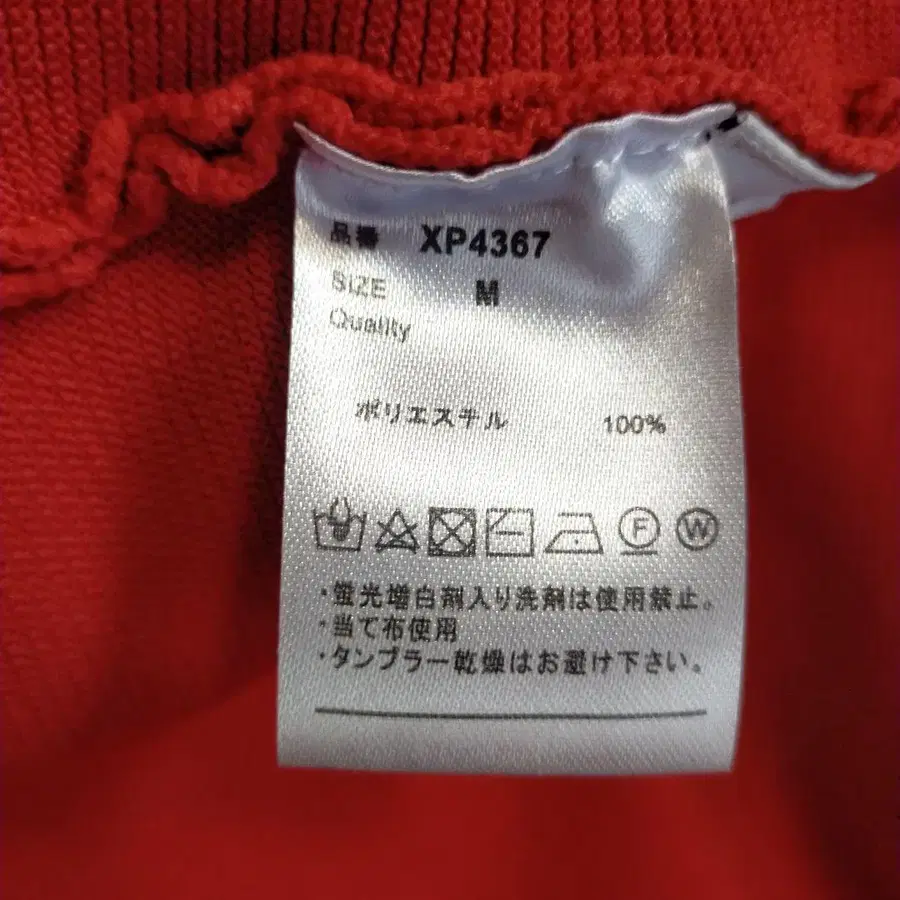 品番 XP4367
SIZE M
Quality
ポリエステル 100%
F W
・蛍光増白剤入り洗剤は使用禁止。
・当て布使用
・タンブラー乾燥はお避け下さい。